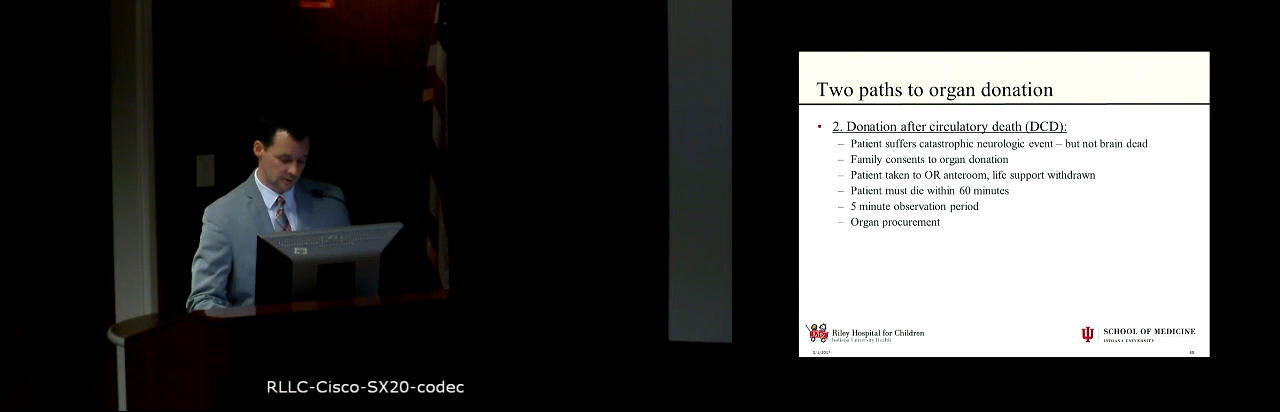 Two paths to organ donation
• 2. Donation after circulatory death (DCD):
– Patient suffers catastrophic neurologic event – but not brain dead
– Family consents to organ donation
– Patient taken to OR anteroom, life support withdrawn
– Patient must die within 60 minutes
– 5 minute observation period
– Organ procurement
Riley Hospital for Children
Indiana University Health
SCHOOL OF MEDICINE
INDIANA UNIVERSITY
RLLC-Cisco-SX20-codec